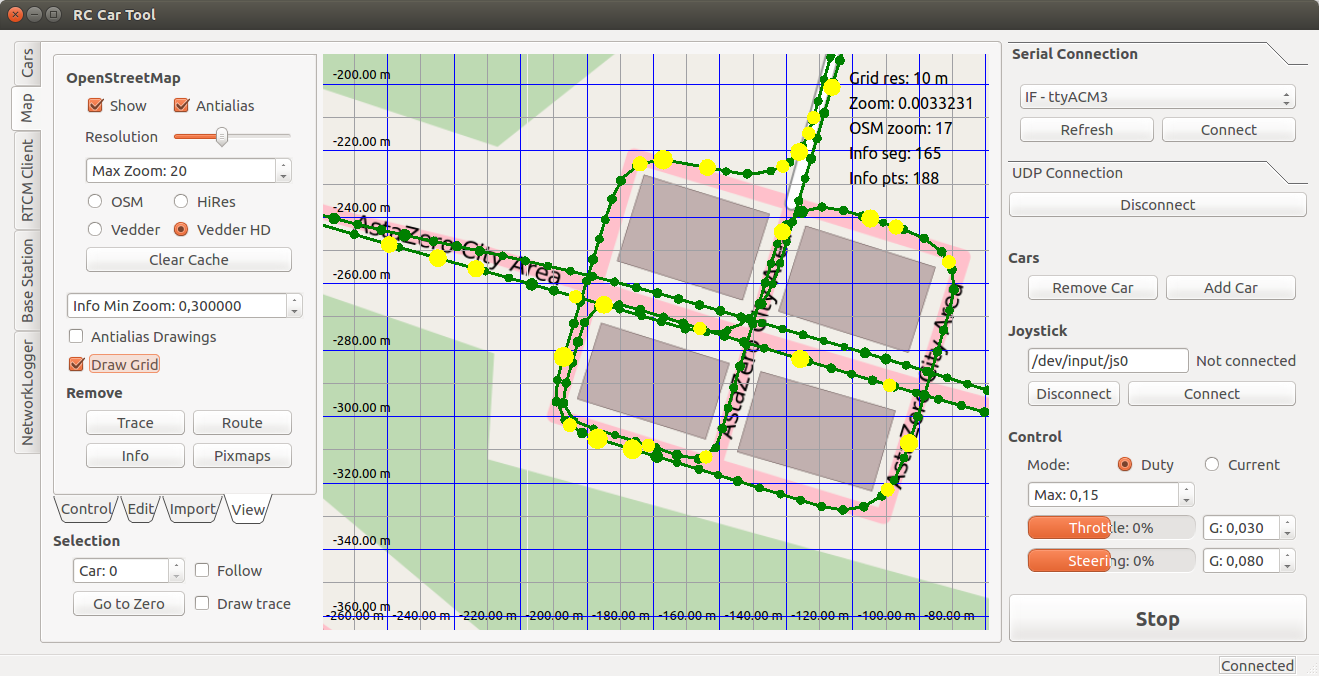 RC Car Tool
Cars
Map
RTCM Client
Base Station
NetworkLogger
OpenStreetMap
Show
Antialias
Resolution
Max Zoom: 20
OSM
HiRes
Vedder
Vedder HD
Clear Cache
Info Min Zoom: 0,300000
Antialias Drawings
Draw Grid
Remove
Trace
Route
Info
Pixmaps
Control
Edit
Import
View
Selection
Car: 0
Follow
Go to Zero
Draw trace
-200.00 m
-220.00 m
-240.00 m
-260.00 m
-280.00 m
-300.00 m
-320.00 m
-340.00 m
-360.00 m
-260.00 m
-240.00 m
-220.00 m
-200.00 m
-180.00 m
-160.00 m
-140.00 m
-120.00 m
-100.00 m
-80.00 m
Grid res: 10 m
Zoom: 0.0033231
OSM zoom: 17
Info seg: 165
Info pts: 188
AstaZero City Area
AstaZero City Area
AstaZero City Area
Serial Connection
IF - ttyACM3
Refresh
Connect
UDP Connection
Disconnect
Cars
Remove Car
Add Car
Joystick
/dev/input/js0
Not connected
Disconnect
Connect
Control
Mode:
Duty
Current
Max: 0,15
Throttle: 0%
G: 0,030
Steering: 0%
G: 0,080
Stop
Connected